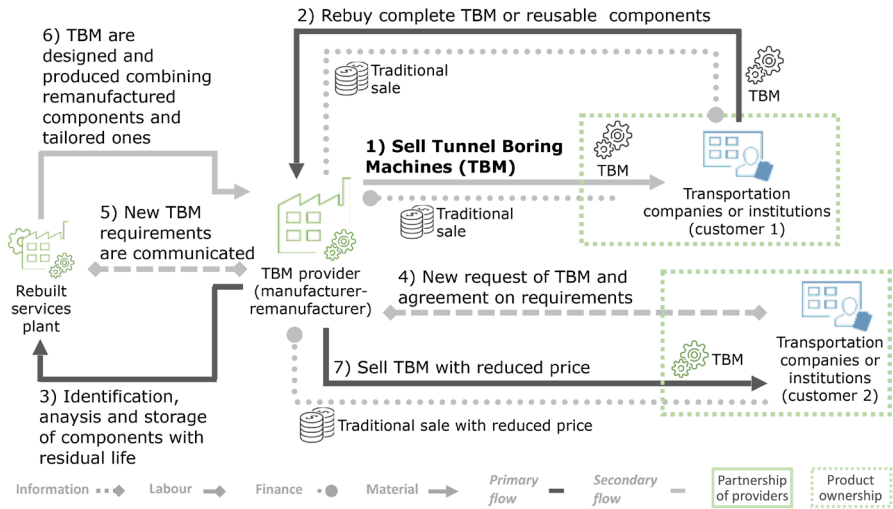 2) Rebuy complete TBM or reusable components
6) TBM are
designed and
produced combining
remanufactured
components and
tailored ones
Traditional
sale
TBM
1) Sell Tunnel Boring
Machines (TBM)
TBM
Transportation
companies or institutions
(customer 1)
Traditional
sale
5) New TBM
requirements
are communicated
Rebuilt
services
plant
TBM provider
(manufacturer-
remanufacturer)
4) New request of TBM and
agreement on requirements
Transportation
companies or
institutions
(customer 2)
7) Sell TBM with reduced price
TBM
3) Identification,
anaysis and storage
of components with
residual life
Traditional sale with reduced price
Information
Labour
Finance
Material
Primary
flow
Secondary
flow
Partnership
of providers
Product
ownership